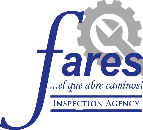 fares
...el que abre caminos!
INSPECTION AGENCY